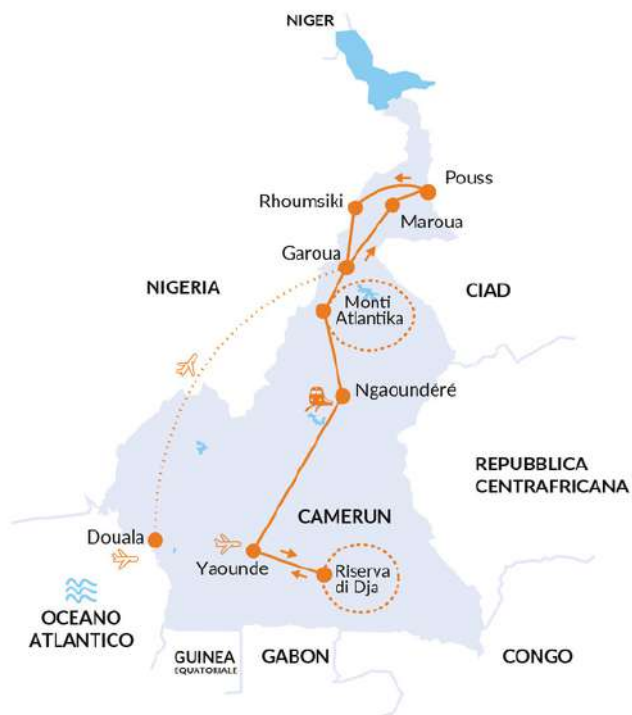 NIGER
Pouss
Rhoumsiki
Maroua
Garoua
NIGERIA
CIAD
Monti
Atlantika
Ngaoundéré
REPUBBLICA
CENTRAFRICANA
CAMERUN
Douala
Yaounde
Riserva
di Dja
OCEANO
ATLANTICO
GUINEA
EQUATORIALE
GABON
CONGO